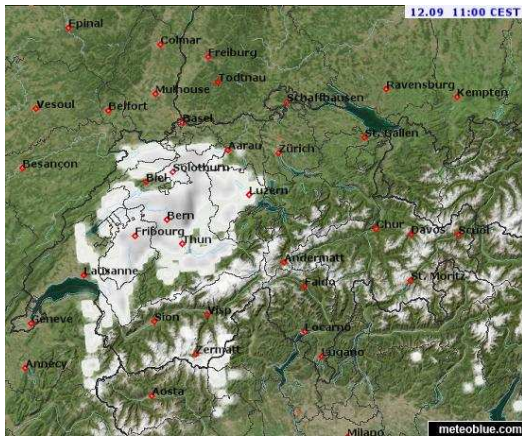 12.09 11:00 CEST
Epinal
Colmar
Freiburg
Todtnau
Mulhouse
Ravensburg
Kempten
Vesoul
Belfort
Schaffhausen
Basel
St. Gallen
Aarau
Zürich
Besançon
Solothurn
Biel
Luzern
Bern
Fribourg
Thun
Chur
Davos
Scuol
Andermatt
Lausanne
Faido
St. Moritz
Genève
Sion
Visp
Locarno
Zermatt
Lugano
Annecy
Aosta
Milano
meteoblue.com